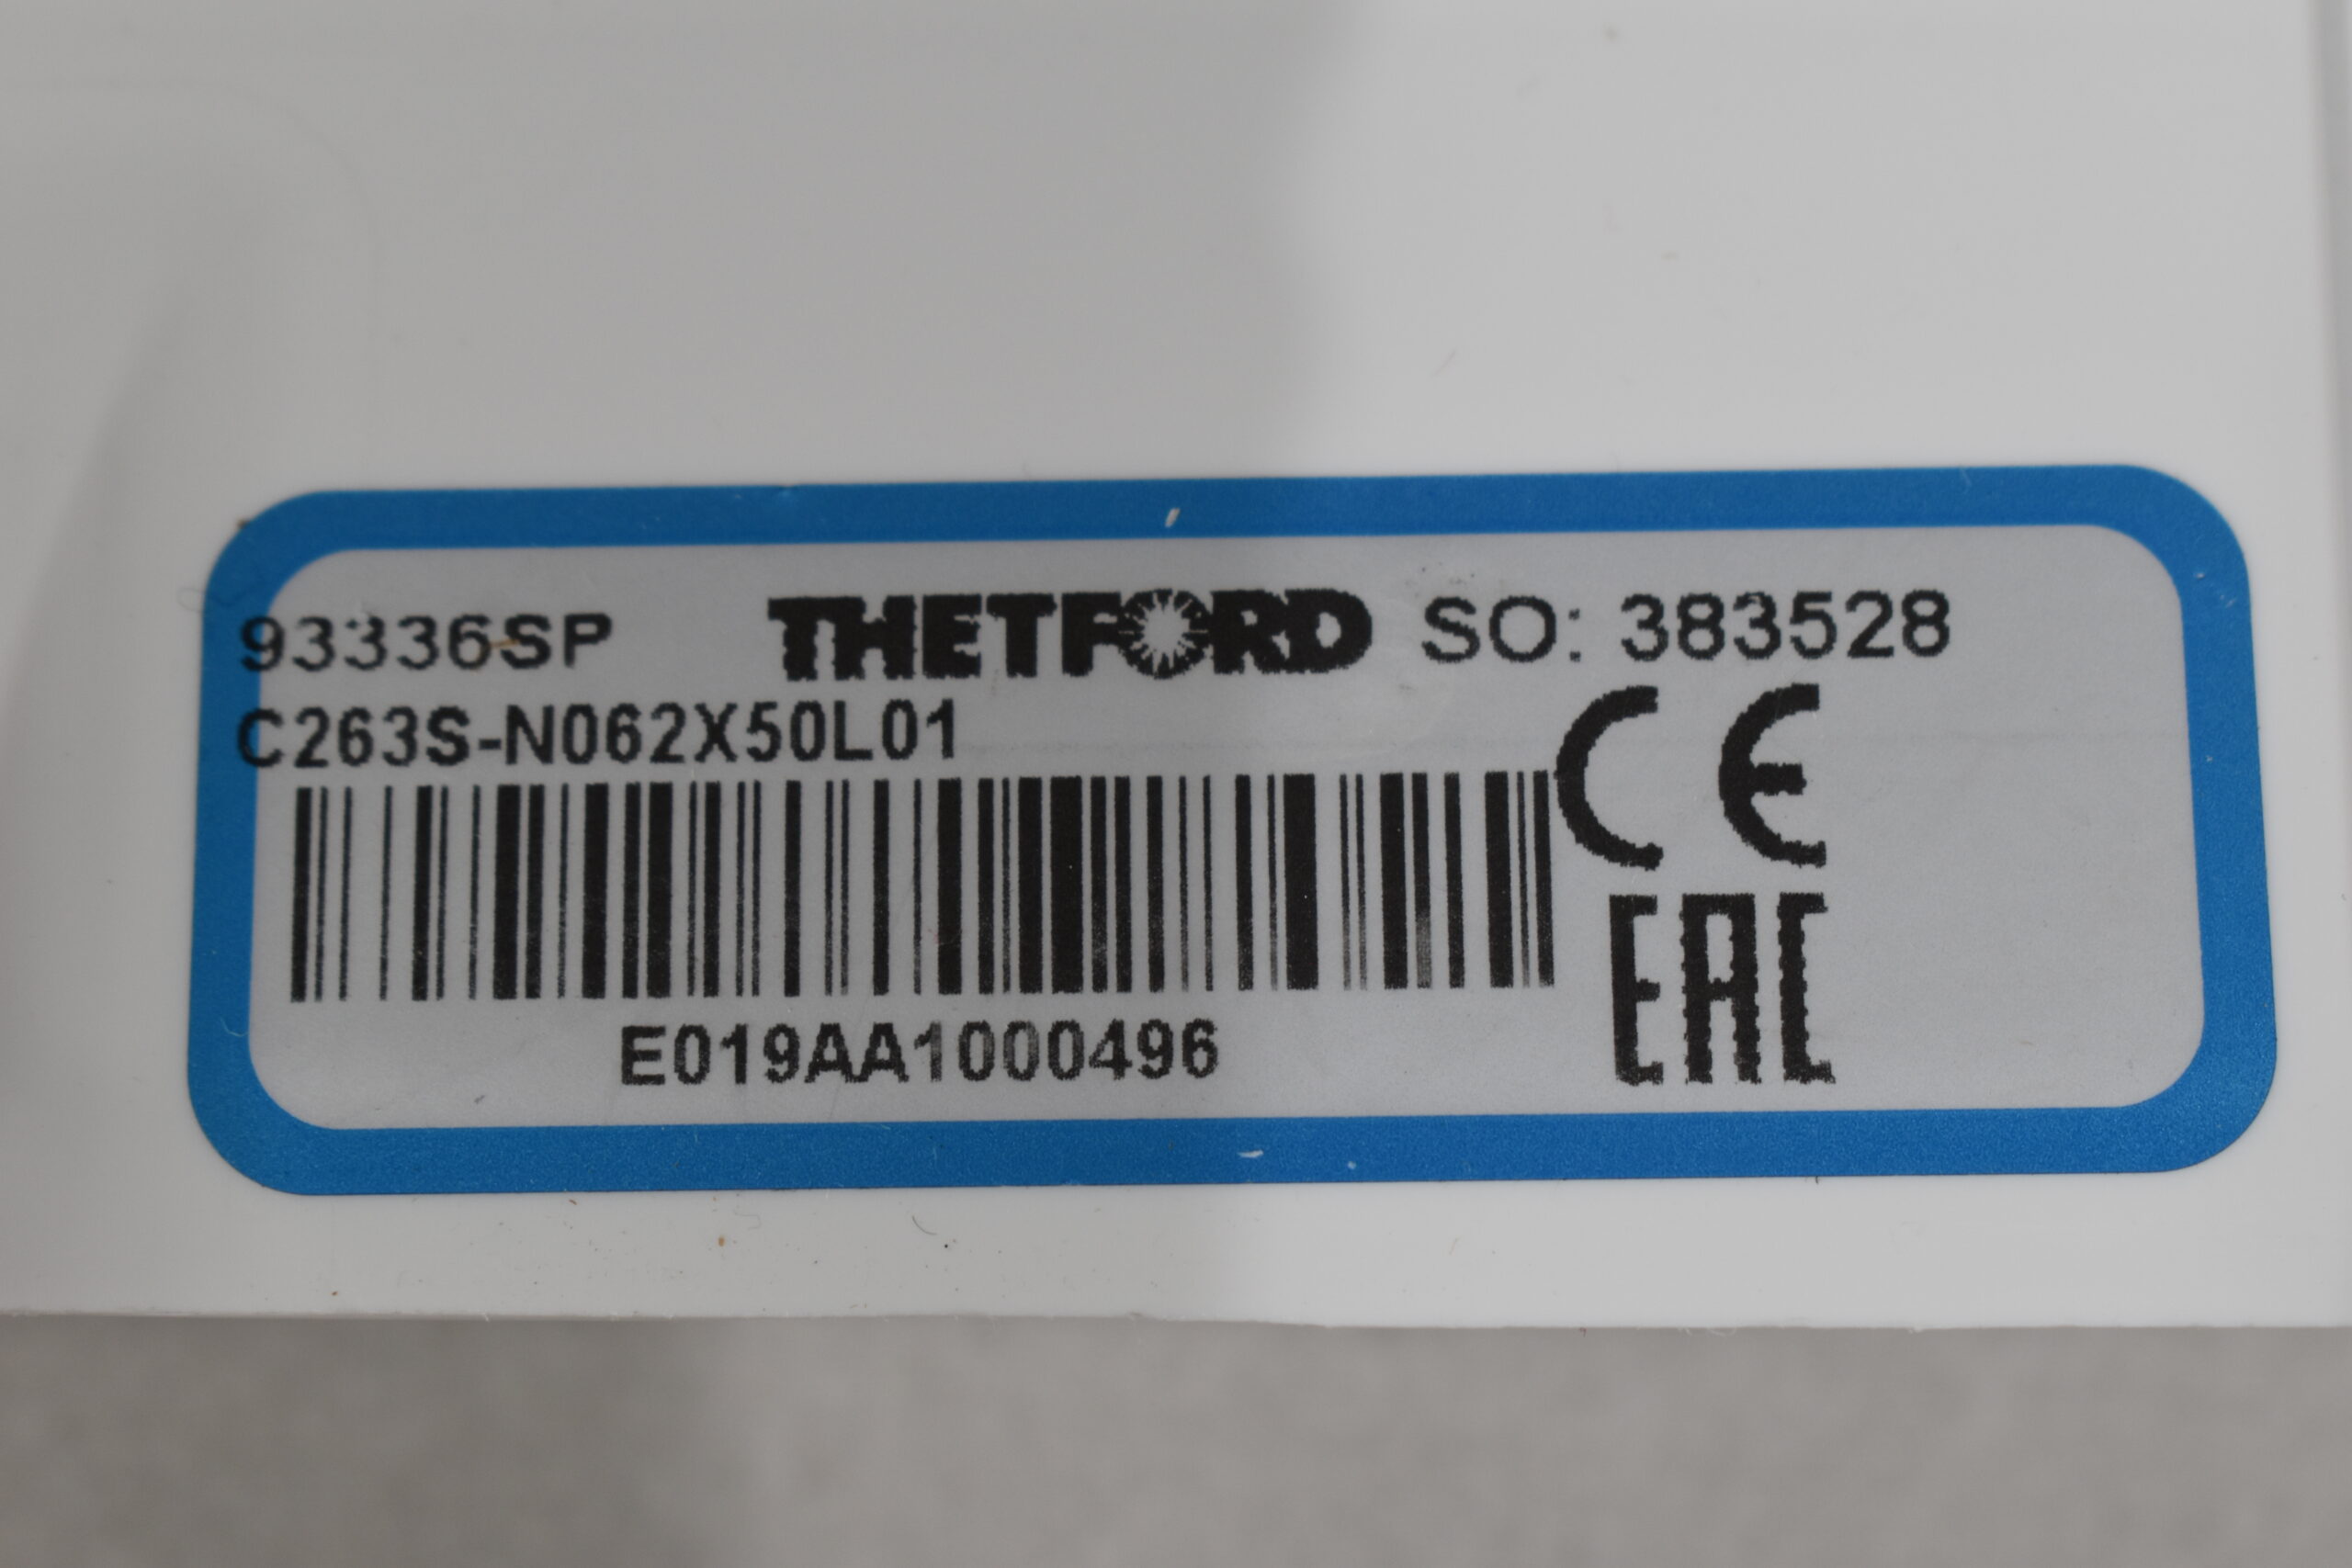 93336SP THETFORD SO: 383528
C263S-N062X50L01
CE
EAC
E019AA1000496